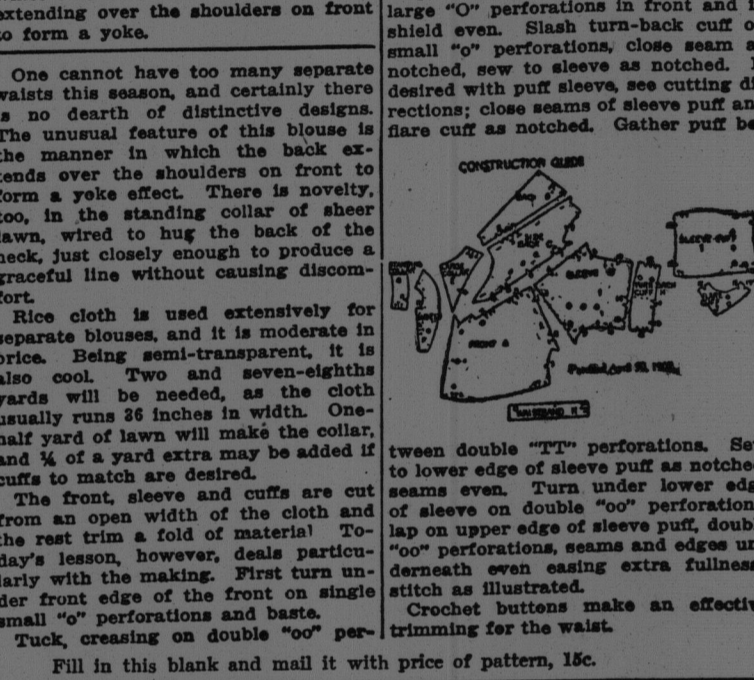 extending over the shoulders on front
to form a yoke.
One cannot have too many separate
waists this season, and certainly there
is no dearth of distinctive designs.
The unusual feature of this blouse is
the manner in which the back ex-
tends over the shoulders on front to
form a yoke effect. There is novelty,
too, in the standing collar of sheer
lawn, wired to hug the back of the
neck, just closely enough to produce a
graceful line without causing discom-
fort.
Rice cloth is used extensively for
separate blouses, and it is moderate in
price. Being semi-transparent, it is
also cool. Two and seven-eighths
yards will be needed, as the cloth
usually runs 36 inches in width. One-
half yard of lawn will make the collar,
and of a yard extra may be added if
cuffs to match are desired.
The front, sleeve and cuffs are cut
from an open width of the cloth and
the rest trim a fold of material To-
day's lesson, however, deals particu-
larly with the making. First turn un-
der front edge of the front on single
small "o" perforations and baste.
Tuck, creasing on double "oo" per-
large "O" perforations in front and
shield even. Slash turn-back cuff
small "o" perforations, close seam
notched, sew to sleeve as notched.
desired with puff sleeve, see cutting di
rections; close seams of sleeve puff an
flare cuff as notched. Gather puff be
CONSTRUCTION GUIDE
BACK
SLEEVE
FRONT A
tween double "TT" perforations. Se
to lower edge of sleeve puff as notche
seams even. Turn under lower edg
of sleeve on double "oo" perforation
lap on upper edge of sleeve puff, doub
"oo" perforations, seams and edges un
derneath even easing extra fullness
stitch as illustrated.
Crochet buttons make an effectiv
trimming for the waist.
Fill in this blank and mail it with price of pattern, 15c.